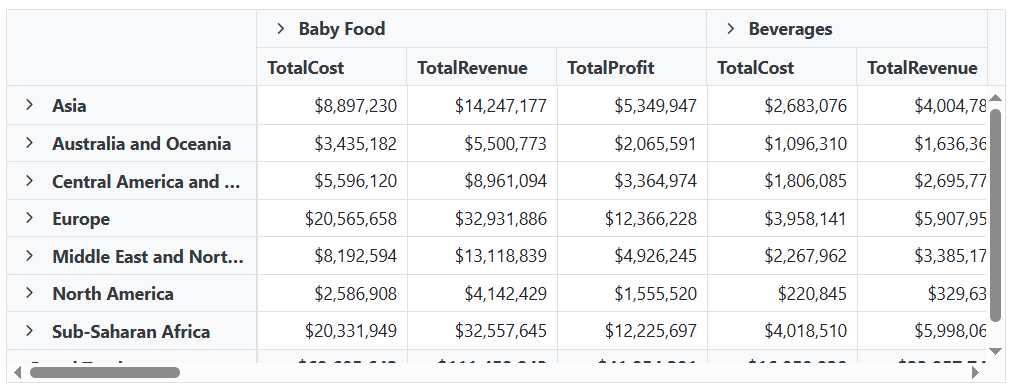 Baby Food Beverages
TotalCost TotalRevenue TotalProfit TotalCost TotalRevenue
Asia $8,897,230 $14,247,177 $5,349,947 $2,683,076 $4,004,78
Australia and Oceania $3,435,182 $5,500,773 $2,065,591 $1,096,310 $1,636,36
Central America and ... $5,596,120 $8,961,094 $3,364,974 $1,806,085 $2,695,77
Europe $20,565,658 $32,931,886 $12,366,228 $3,958,141 $5,907,95
Middle East and Nort... $8,192,594 $13,118,839 $4,926,245 $2,267,962 $3,385,17
North America $2,586,908 $4,142,429 $1,555,520 $220,845 $329,63
Sub-Saharan Africa $20,331,949 $32,557,645 $12,225,697 $4,018,510 $5,998,06